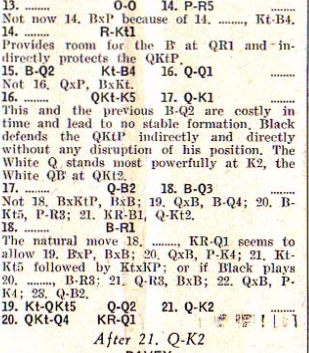 13. ........ O-O 14. P-R5 ........
Not now 14. BxP because of 14. ........, Kt-B4.
14. ........ R-Kt1
Provides room for the B at QR1 and in-
directly protects the QKtP.
15. B-Q2 Kt-B4 16. Q-Q1 ........
Not 16. QxP, BxKt.
16. ........ QKt-K5 17. Q-K1 ........
This and the previous B-Q2 are costly in
time and lead to no stable formation. Black
defends the QKtP indirectly and directly
without any disruption of his position. The
White Q stands most powerfully at K2, the
White QB at QKt2.
17. ........ Q-B2 18. B-Q3 ........
Not 18. BxKtP, BxB; 19. QxB, B-Q4; 20. B-
Kt5, P-R3; 21. KR-B1, Q-Kt2.
18. ........ B-R1
The natural move 18. ........, KR-Q1 seems to
allow 19. BxP, BxB; 20. QxB, P-K4; 21. Kt-
Kt5 followed by KtxKP; or if Black plays
20. ........, B-R3; 21. Q-R3, BxB; 22. QxB, P-
K4; 23. Q-B2.
19. Kt-QKt5 Q-Q2 21. Q-K2 ........
20. QKt-Q4 KR-Q1
After 21. Q-K2